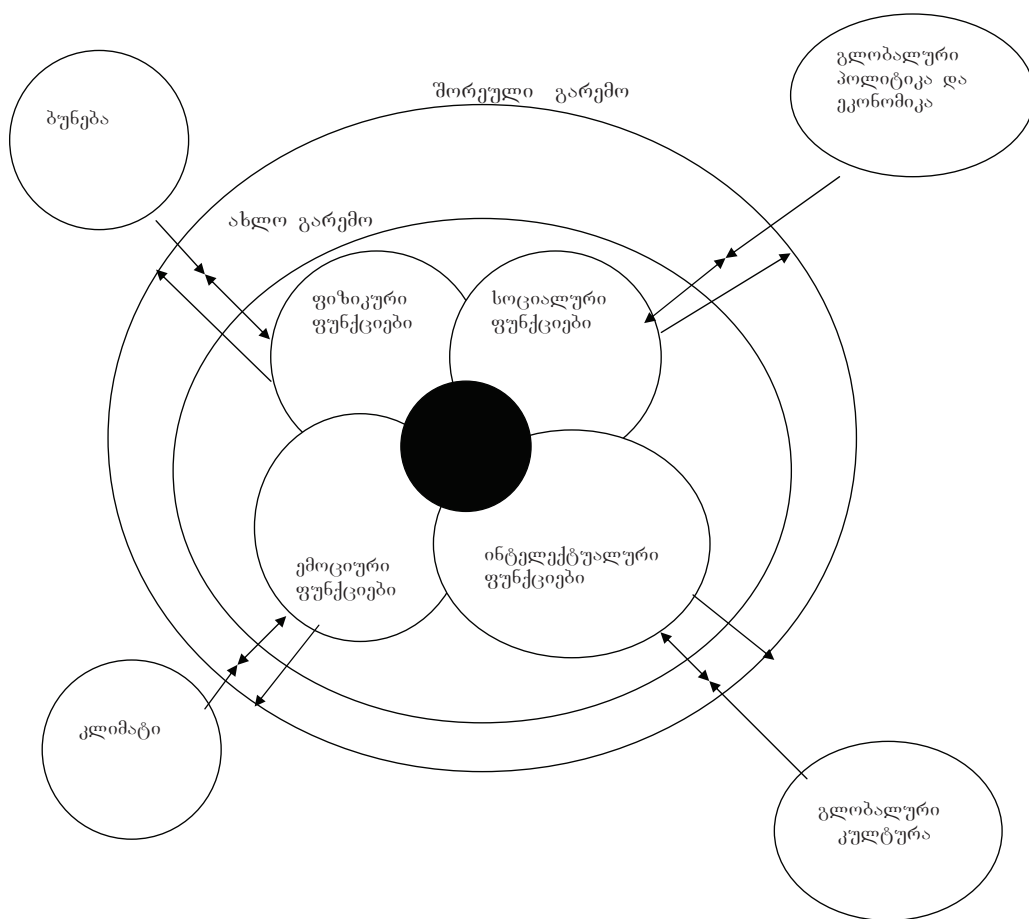 შორეული გარემო
ბუნება
გლობალური
პოლიტიკა და
ეკონომიკა
ახლო გარემო
ფიზიკური
ფუნქციები
სოციალური
ფუნქციები
ემოციური
ფუნქციები
ინტელექტუალური
ფუნქციები
კლიმატი
გლობალური
კულტურა